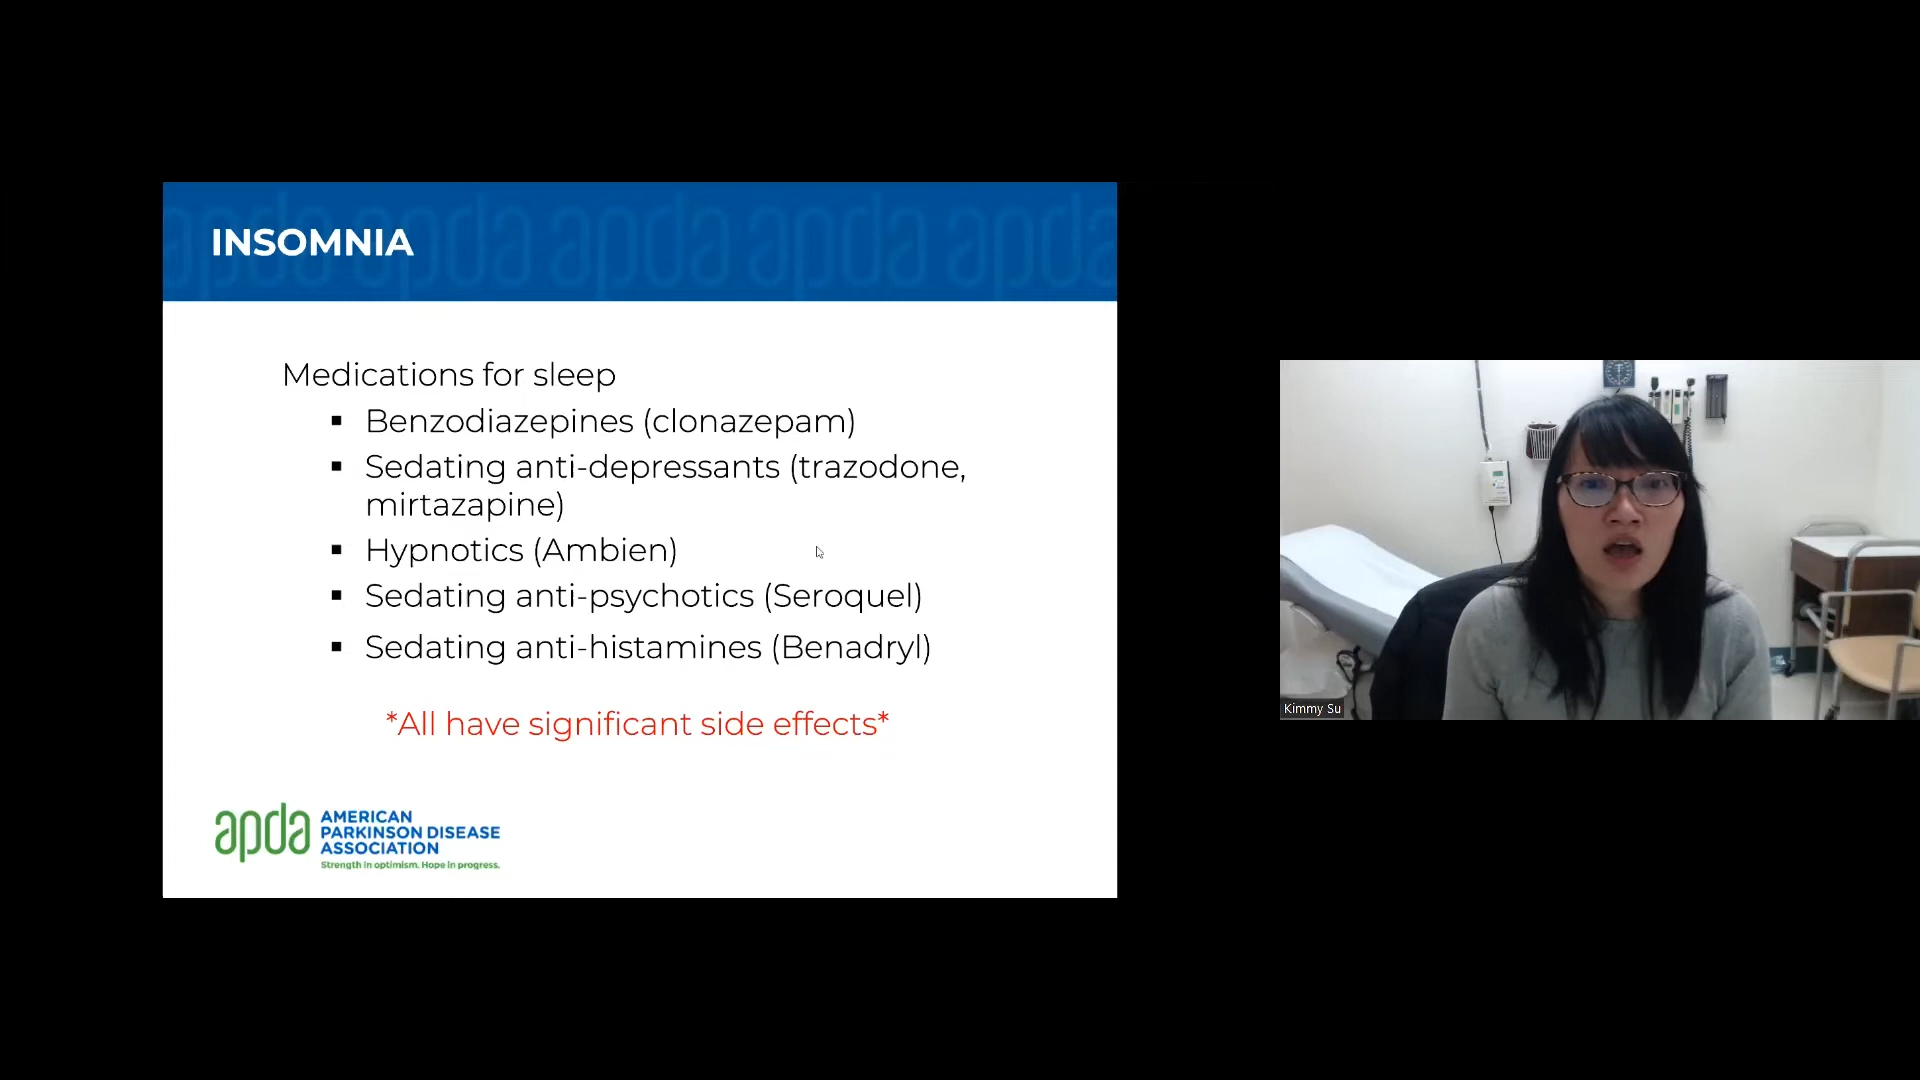 INSOMNIA
Medications for sleep
▪ Benzodiazepines (clonazepam)
▪ Sedating anti-depressants (trazodone,
mirtazapine)
▪ Hypnotics (Ambien)
▪ Sedating anti-psychotics (Seroquel)
▪ Sedating anti-histamines (Benadryl)
*All have significant side effects*
apda
AMERICAN
PARKINSON DISEASE
ASSOCIATION
Strength in optimism. Hope in progress.
Kimmy Su